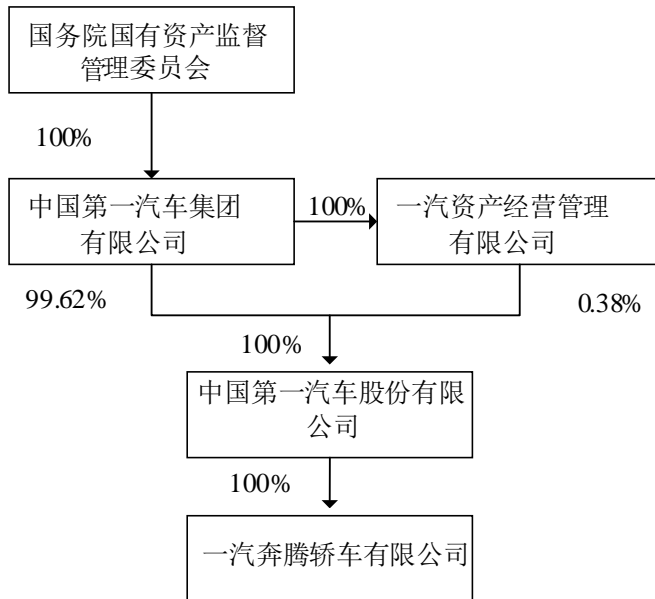 国务院国有资产监督
管理委员会
100%
中国第一汽车集团
有限公司
100%
一汽资产经营管理
有限公司
99.62%
0.38%
100%
中国第一汽车股份有限
公司
100%
一汽奔腾轿车有限公司